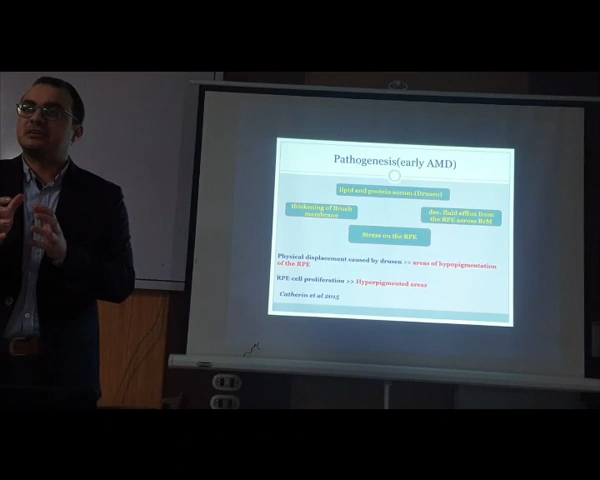 Pathogenesis(early AMD)
lipid and protein accum.(Drusen)
thickening of Bruch
membrane
dec. fluid efflux from
the RPE across BrM
Stress on the RPE
Physical displacement caused by drusen >> areas of hypopigmentation
of the RPE
RPE cell proliferation >> Hyperpigmented areas
Catherin et al 2015